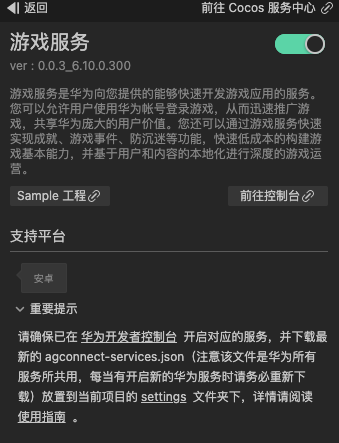 返回
前往 Cocos 服务中心
游戏服务
ver : 0.0.3_6.10.0.300
游戏服务是华为向您提供的能够快速开发游戏应用的服务。
您可以允许用户使用华为帐号登录游戏，从而迅速推广游
戏，共享华为庞大的用户价值。您还可以通过游戏服务快速
实现成就、游戏事件、防沉迷等功能，快速低成本的构建游
戏基本能力，并基于用户和内容的本地化进行深度的游戏运
营。
Sample 工程
前往控制台
支持平台
安卓
重要提示
请确保已在 华为开发者控制台 开启对应的服务，并下载最
新的 agconnect-services.json（注意该文件是华为所有
服务所共用，每当有开启新的华为服务时请务必重新下
载）放置到当前项目的 settings 文件夹下，详情请阅读
使用指南 。